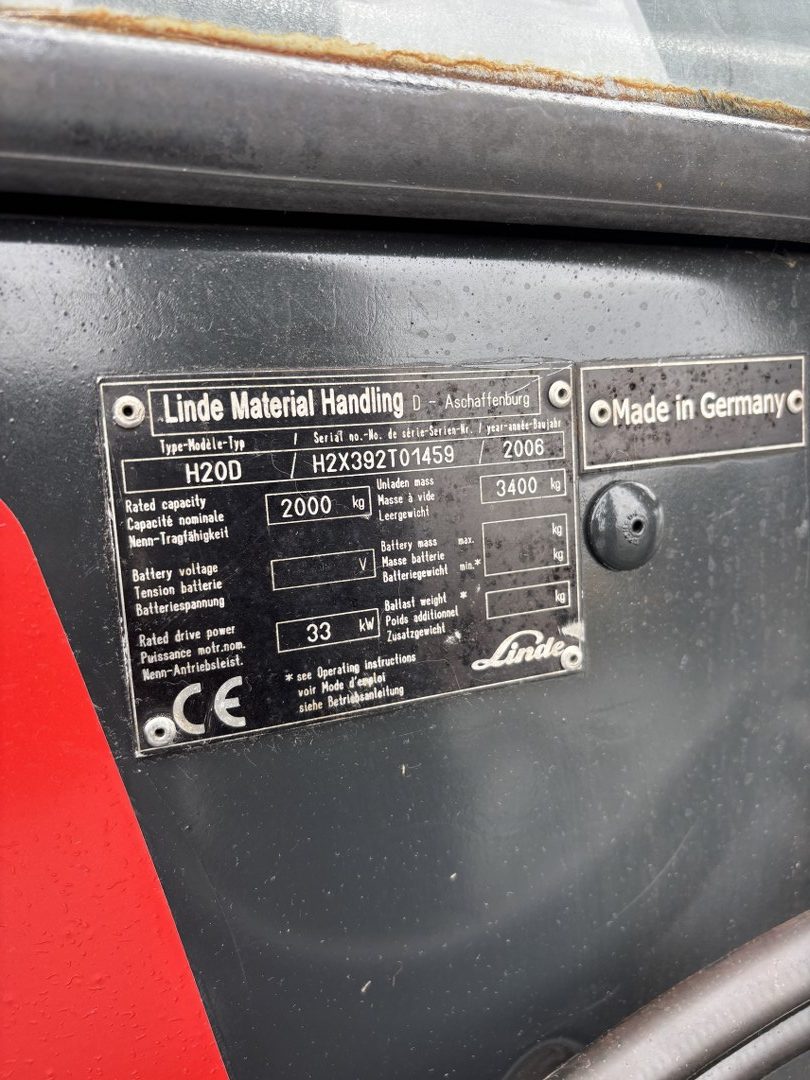 Linde Material Handling D - Aschaffenburg
Made in Germany
Type-Modèle-Typ / Serial no.-No. de série-Serien-Nr. / year-année-Baujahr
H20D / H2X392T01459 / 2006
Rated capacity
Capacité nominale
Nenn-Tragfähigkeit
2000 kg
Unladen mass
Masse à vide
Leergewicht
3400 kg
Battery voltage
Tension batterie
Batteriespannung
V
Battery mass max.
Masse batterie
Batteriegewicht min.*
kg
kg
Rated drive power
Puissance motr.nom.
Nenn-Antriebsleist.
33 kW
Ballast weight *
Poids additionnel
Zusatzgewicht
kg
CE
* see Operating instructions
voir Mode d'emploi
siehe Betriebsanleitung
Linde